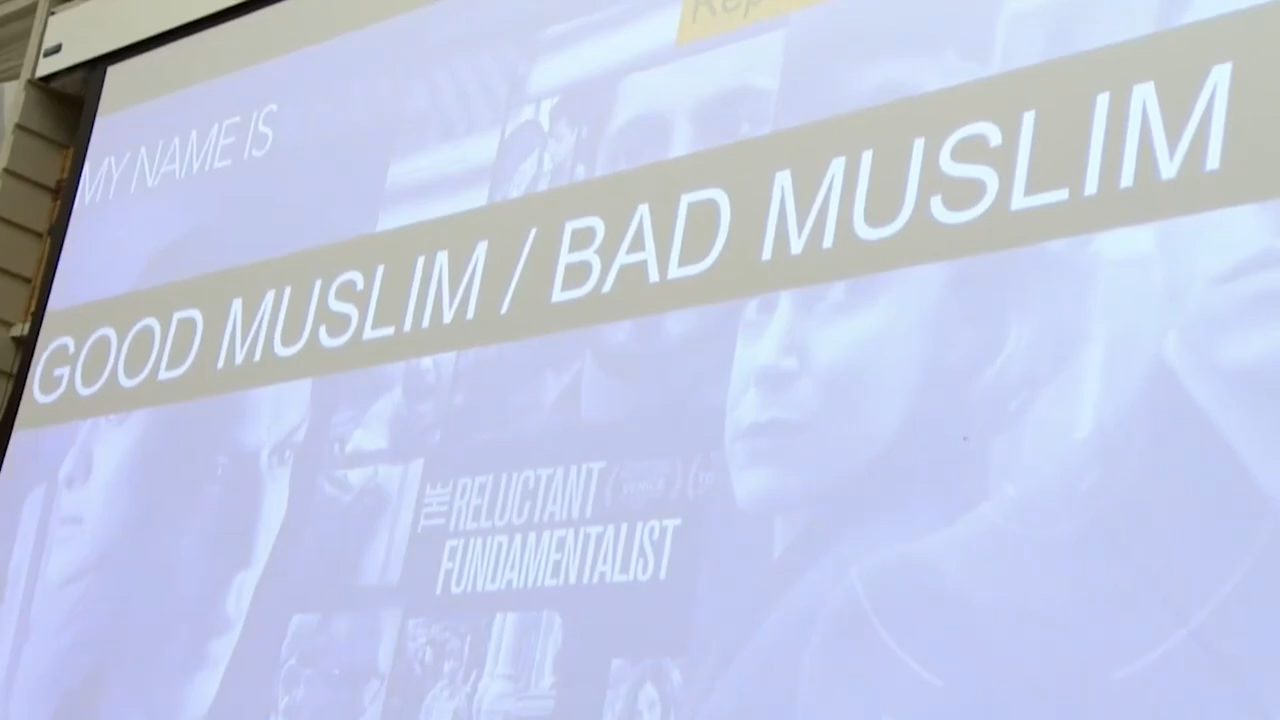 MY NAME IS
GOOD MUSLIM / BAD MUSLIM
THE RELUCTANT
FUNDAMENTALIST